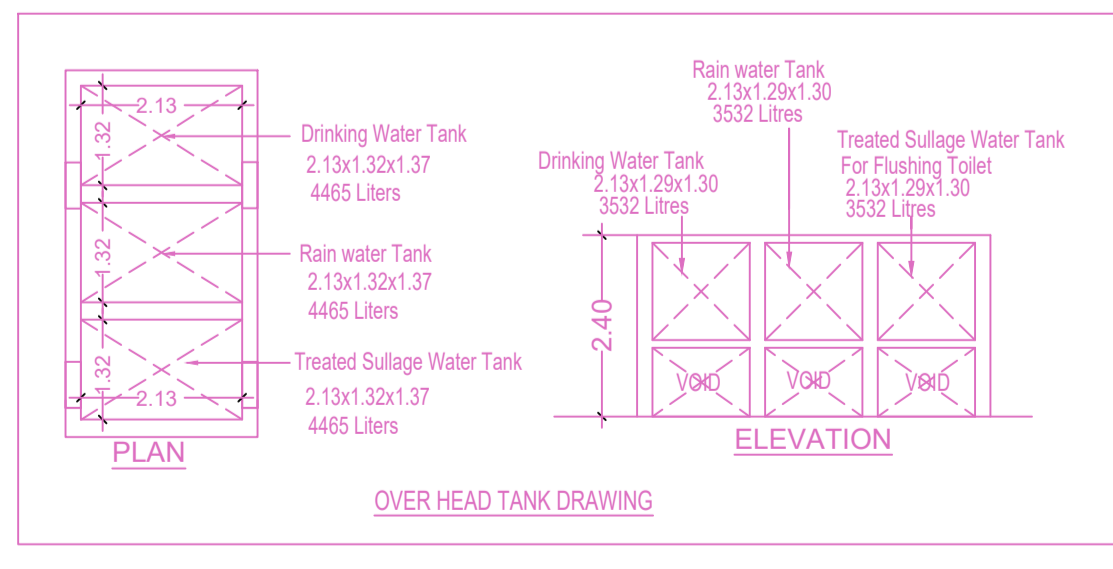 2.13
1.32
Drinking Water Tank
2.13x1.32x1.37
4465 Liters
1.32
Rain water Tank
2.13x1.32x1.37
4465 Liters
1.32
2.13
Treated Sullage Water Tank
2.13x1.32x1.37
4465 Liters
PLAN
Rain water Tank
2.13x1.29x1.30
3532 Litres
Drinking Water Tank
2.13x1.29x1.30
3532 Litres
Treated Sullage Water Tank
For Flushing Toilet
2.13x1.29x1.30
3532 Litres
2.40
VOID
VOID
VOID
ELEVATION
OVER HEAD TANK DRAWING